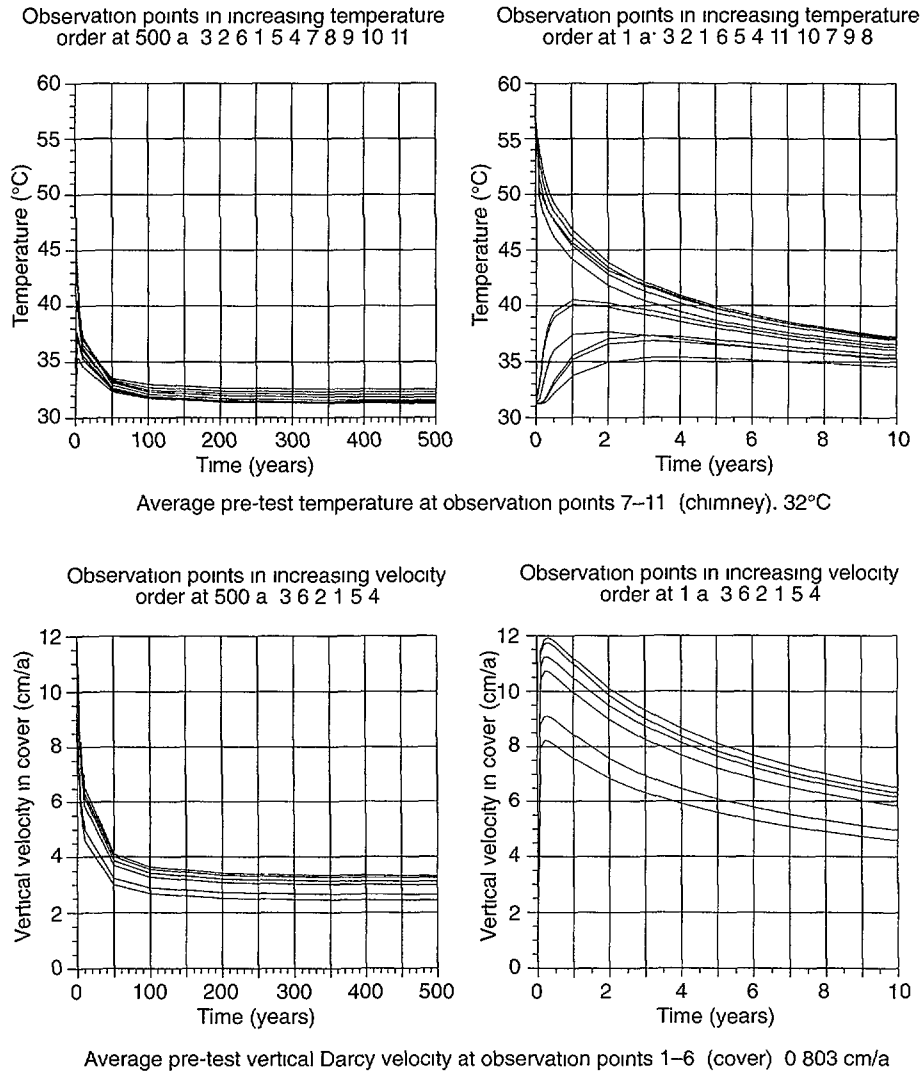 Observation points in increasing temperature
order at 500 a 3 2 6 1 5 4 7 8 9 10 11
Temperature (°C)
60
55
50
45
40
35
30
0 100 200 300 400 500
Time (years)
Observation points in increasing temperature
order at 1 a· 3 2 1 6 5 4 11 10 7 9 8
Temperature (°C)
60
55
50
45
40
35
30
0 2 4 6 8 10
Time (years)
Average pre-test temperature at observation points 7–11 (chimney). 32°C
Observation points in increasing velocity
order at 500 a 3 6 2 1 5 4
Vertical velocity in cover (cm/a)
12
10
8
6
4
2
0
0 100 200 300 400 500
Time (years)
Observation points in increasing velocity
order at 1 a 3 6 2 1 5 4
Vertical velocity in cover (cm/a)
12
10
8
6
4
2
0
0 2 4 6 8 10
Time (years)
Average pre-test vertical Darcy velocity at observation points 1–6 (cover) 0 803 cm/a